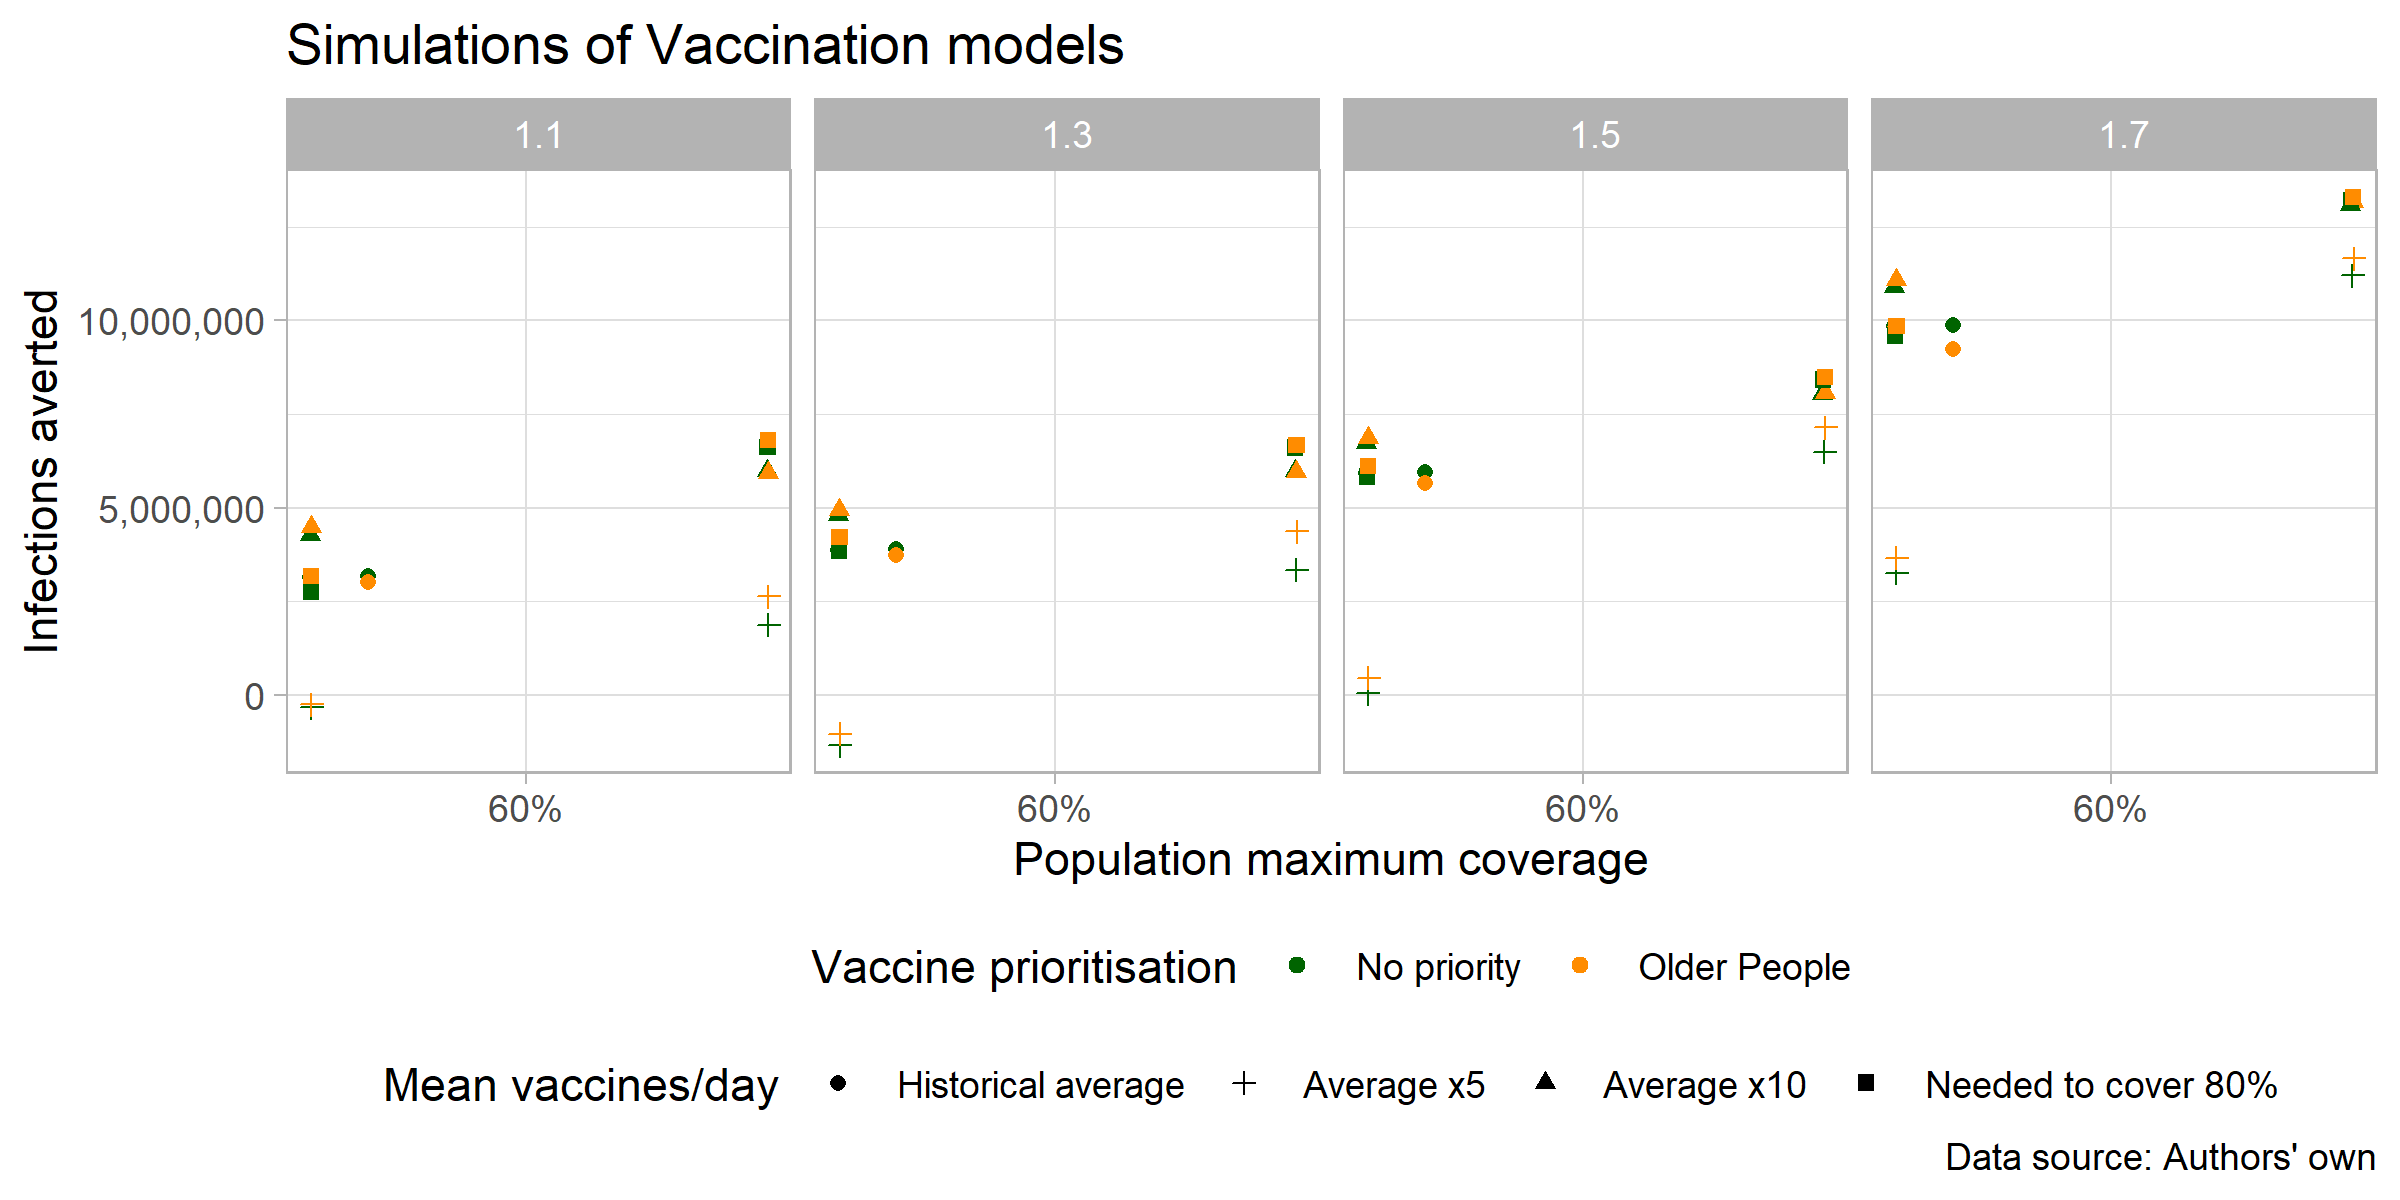 Simulations of Vaccination models
1.1 1.3 1.5 1.7
Infections averted
10,000,000
5,000,000
0
60% 60% 60% 60%
Population maximum coverage
Vaccine prioritisation No priority Older People
Mean vaccines/day Historical average Average x5 Average x10 Needed to cover 80%
Data source: Authors' own